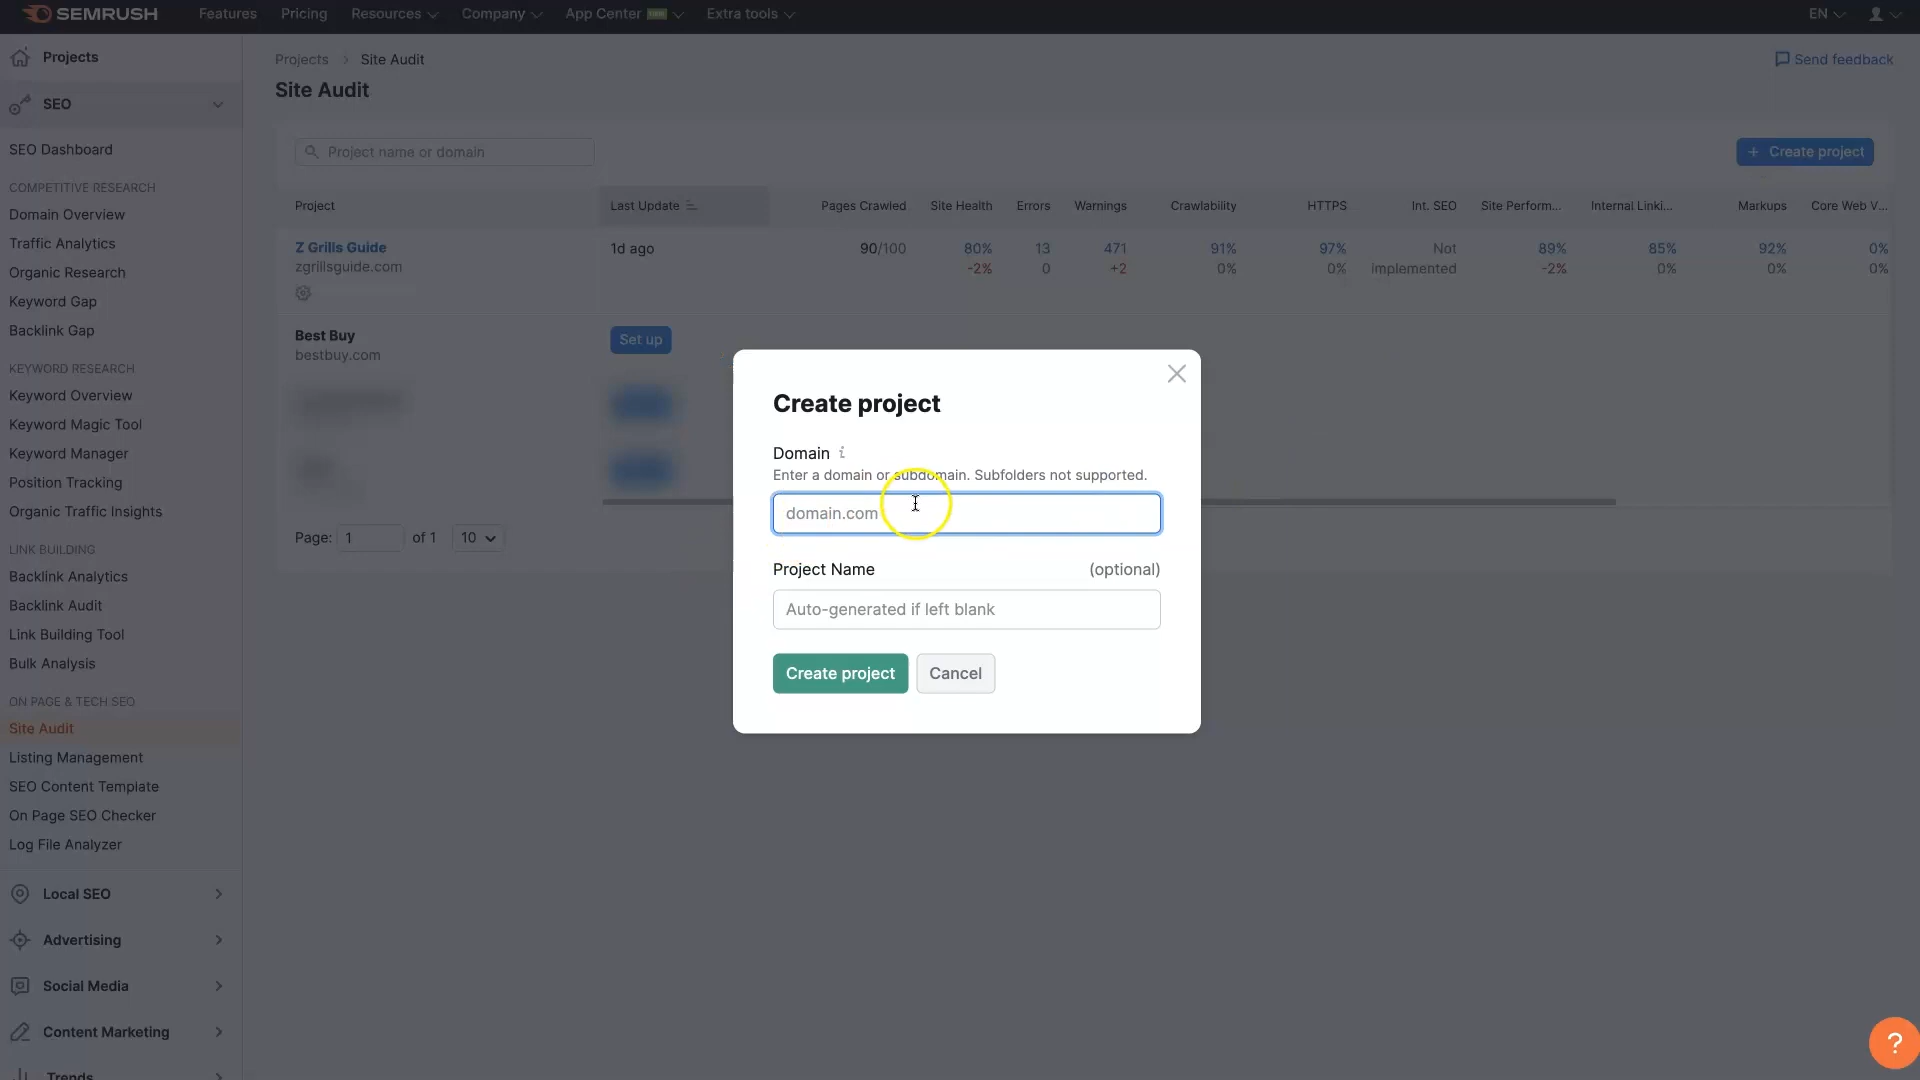 SEMRUSH Features Pricing Resources Company App Center Extra tools EN
Projects
SEO
SEO Dashboard
COMPETITIVE RESEARCH
Domain Overview
Traffic Analytics
Organic Research
Keyword Gap
Backlink Gap
KEYWORD RESEARCH
Keyword Overview
Keyword Magic Tool
Keyword Manager
Position Tracking
Organic Traffic Insights
LINK BUILDING
Backlink Analytics
Backlink Audit
Link Building Tool
Bulk Analysis
ON PAGE & TECH SEO
Site Audit
Listing Management
SEO Content Template
On Page SEO Checker
Log File Analyzer
Local SEO
Advertising
Social Media
Content Marketing
Trends
Projects > Site Audit
Send feedback
Site Audit
Project name or domain
+ Create project
Project Last Update Pages Crawled Site Health Errors Warnings Crawlability HTTPS Int. SEO Site Perform... Internal Linki... Markups Core Web V...
Z Grills Guide 1d ago 90/100 80% 13 471 91% 97% Not 89% 85% 92% 0%
zgrillsguide.com -2% 0 +2 0% 0% implemented -2% 0% 0% 0%
Best Buy Set up
bestbuy.com
Page: 1 of 1 10
Create project
Domain i
Enter a domain or subdomain. Subfolders not supported.
domain.com
Project Name (optional)
Auto-generated if left blank
Create project Cancel
?